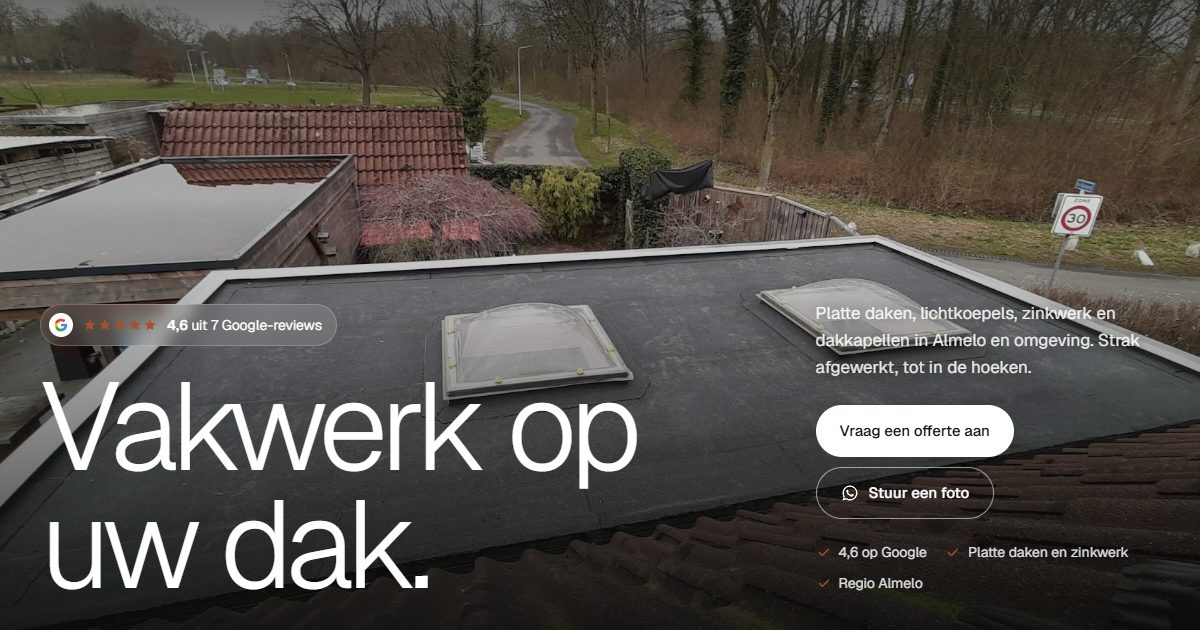 ZONE
30
4,6 uit 7 Google-reviews
Vakwerk op
uw dak.
Platte daken, lichtkoepels, zinkwerk en
dakkapellen in Almelo en omgeving. Strak
afgewerkt, tot in de hoeken.
Vraag een offerte aan
Stuur een foto
4,6 op Google
Platte daken en zinkwerk
Regio Almelo